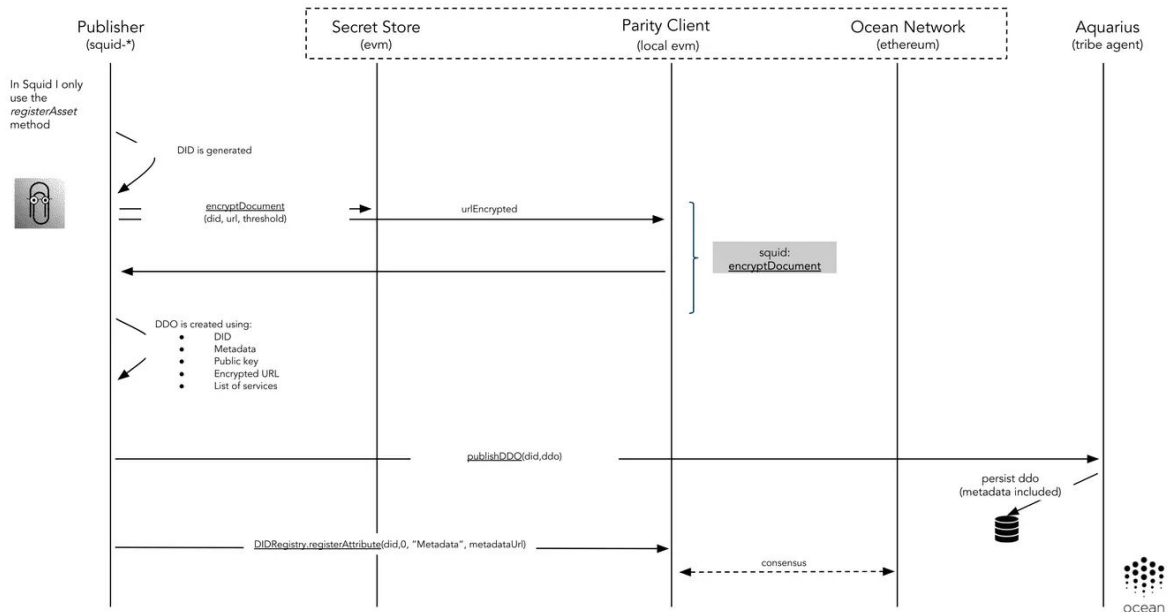 Publisher
(squid-*)
Secret Store
(evm)
Parity Client
(local evm)
Ocean Network
(ethereum)
Aquarius
(tribe agent)
In Squid I only
use the
registerAsset
method
DID is generated
encryptDocument
(did, url, threshold)
urlEncrypted
squid:
encryptDocument
DDO is created using:
● DID
● Metadata
● Public key
● Encrypted URL
● List of services
publishDDO(did,ddo)
persist ddo
(metadata included)
DIDRegistry.registerAttribute(did,0, “Metadata”, metadataUrl)
consensus
ocean